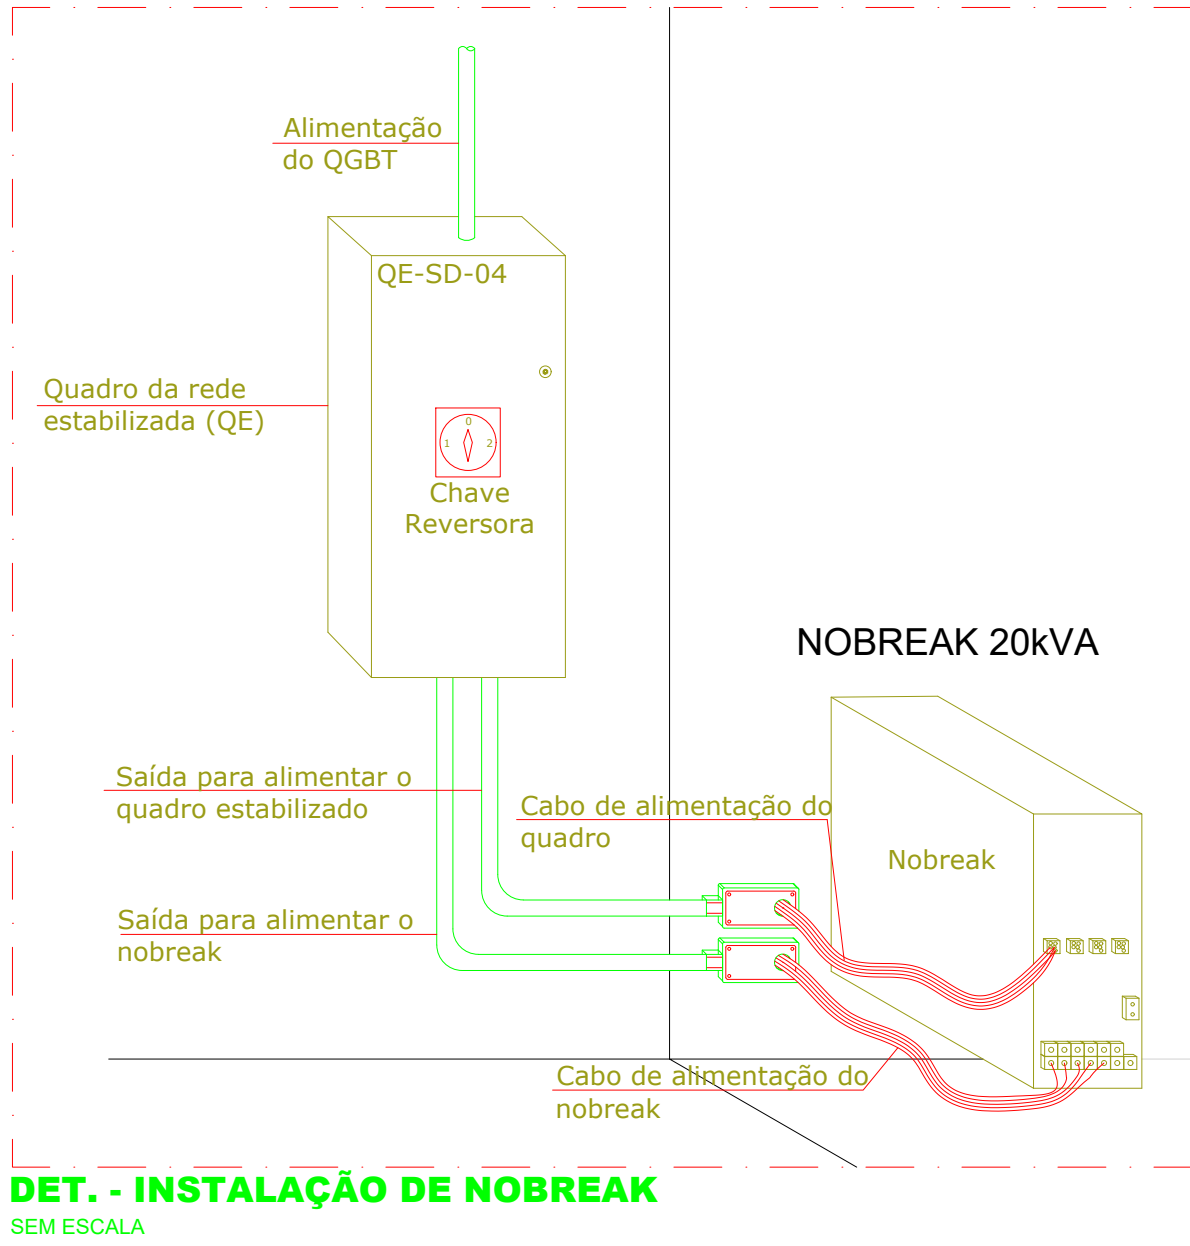 Alimentação
do QGBT
QE-SD-04
Quadro da rede
estabilizada (QE)
0
1 2
Chave
Reversora
NOBREAK 20kVA
Saída para alimentar o
quadro estabilizado
Cabo de alimentação do
quadro
Nobreak
Saída para alimentar o
nobreak
Cabo de alimentação do
nobreak
DET. - INSTALAÇÃO DE NOBREAK
SEM ESCALA